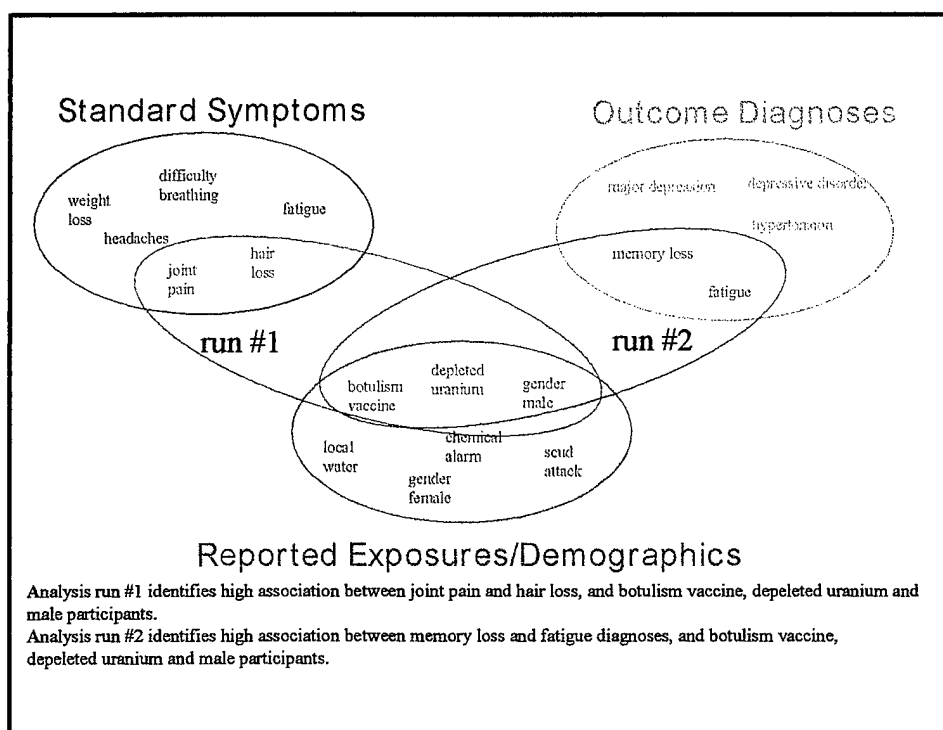 Standard Symptoms
Outcome Diagnoses
difficulty
breathing
weight
loss
fatigue
headaches
hair
loss
joint
pain
major depression
depressive disorder
hypertension
memory loss
fatigue
run #1
run #2
botulism
vaccine
depleted
uranium
gender
male
local
water
chemical
alarm
gender
female
scud
attack
Reported Exposures/Demographics
Analysis run #1 identifies high association between joint pain and hair loss, and botulism vaccine, depleted uranium and
male participants.
Analysis run #2 identifies high association between memory loss and fatigue diagnoses, and botulism vaccine,
depeleted uranium and male participants.